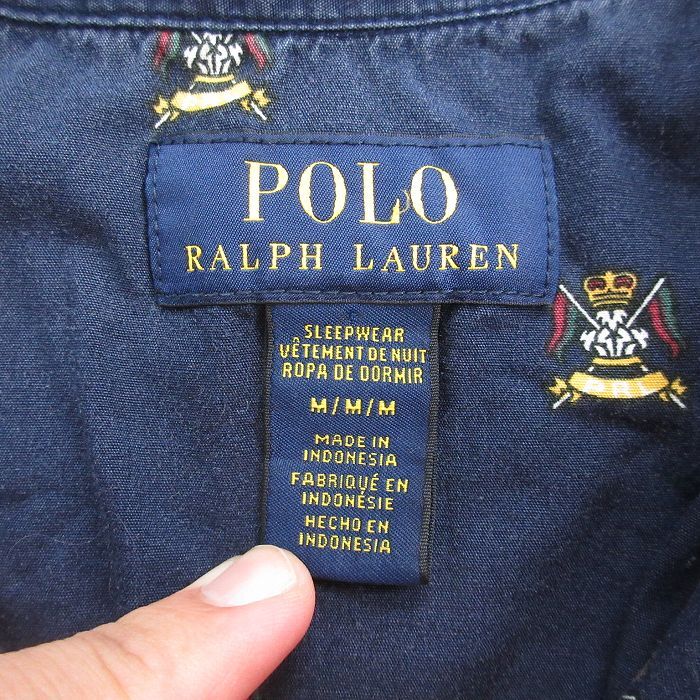 POLO
RALPH LAUREN
SLEEPWEAR
VÊTEMENT DE NUIT
ROPA DE DORMIR
M/M/M
MADE IN
INDONESIA
FABRIQUÉ EN
INDONÉSIE
HECHO EN
INDONESIA
PRL